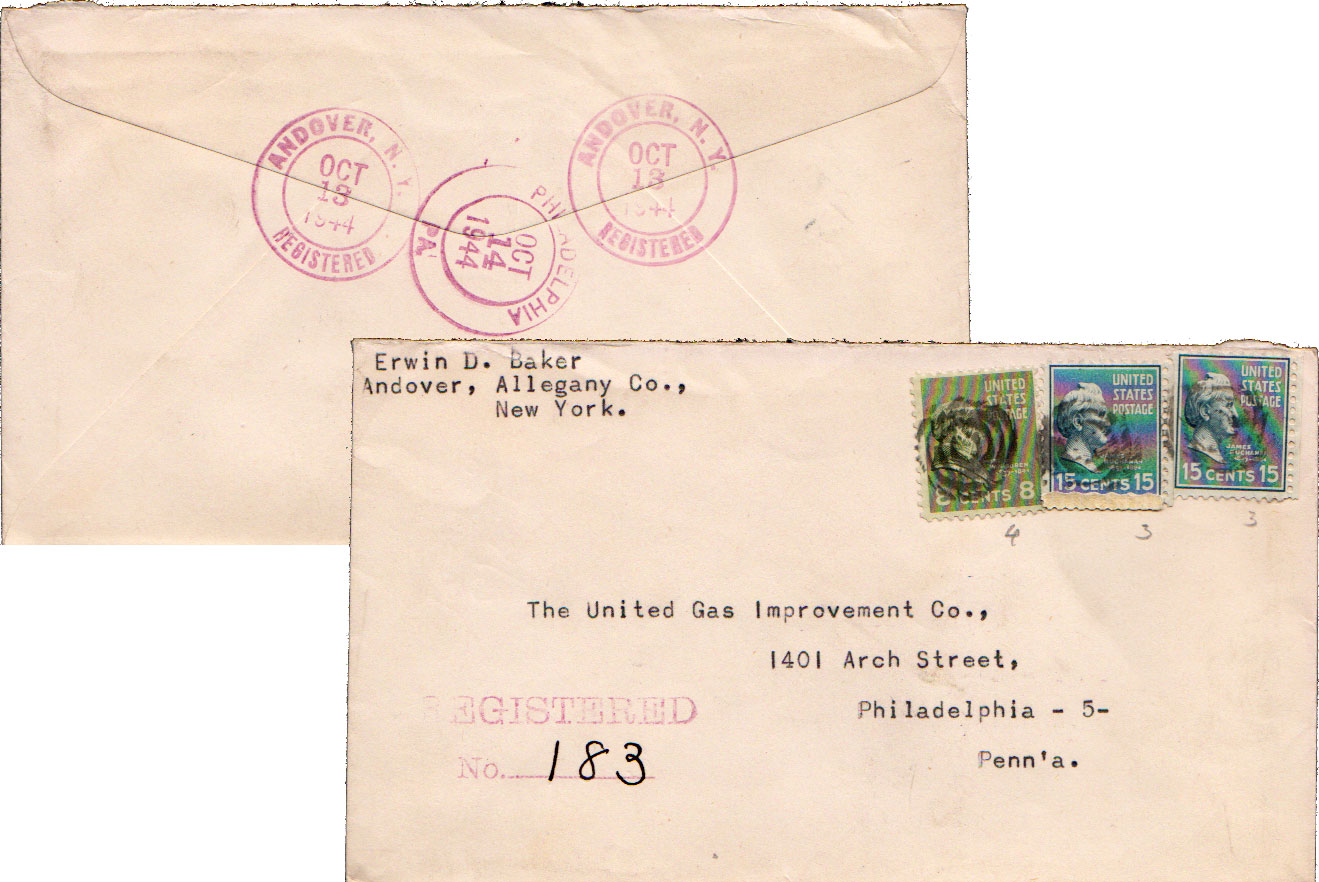 ANDOVER, N. Y.
OCT
13
1944
REGISTERED
PHILADELPHIA
PA.
OCT
14
1944
ANDOVER, N. Y.
OCT
13
1944
REGISTERED
Erwin D. Baker
Andover, Allegany Co.,
New York.
UNITED
STATES
POSTAGE
8 CENTS 8
UNITED
STATES
POSTAGE
15 CENTS 15
UNITED
STATES
POSTAGE
JAMES
BUCHANAN
15 CENTS 15
4
3
3
The United Gas Improvement Co.,
1401 Arch Street,
Philadelphia - 5-
Penn'a.
REGISTERED
No. 183